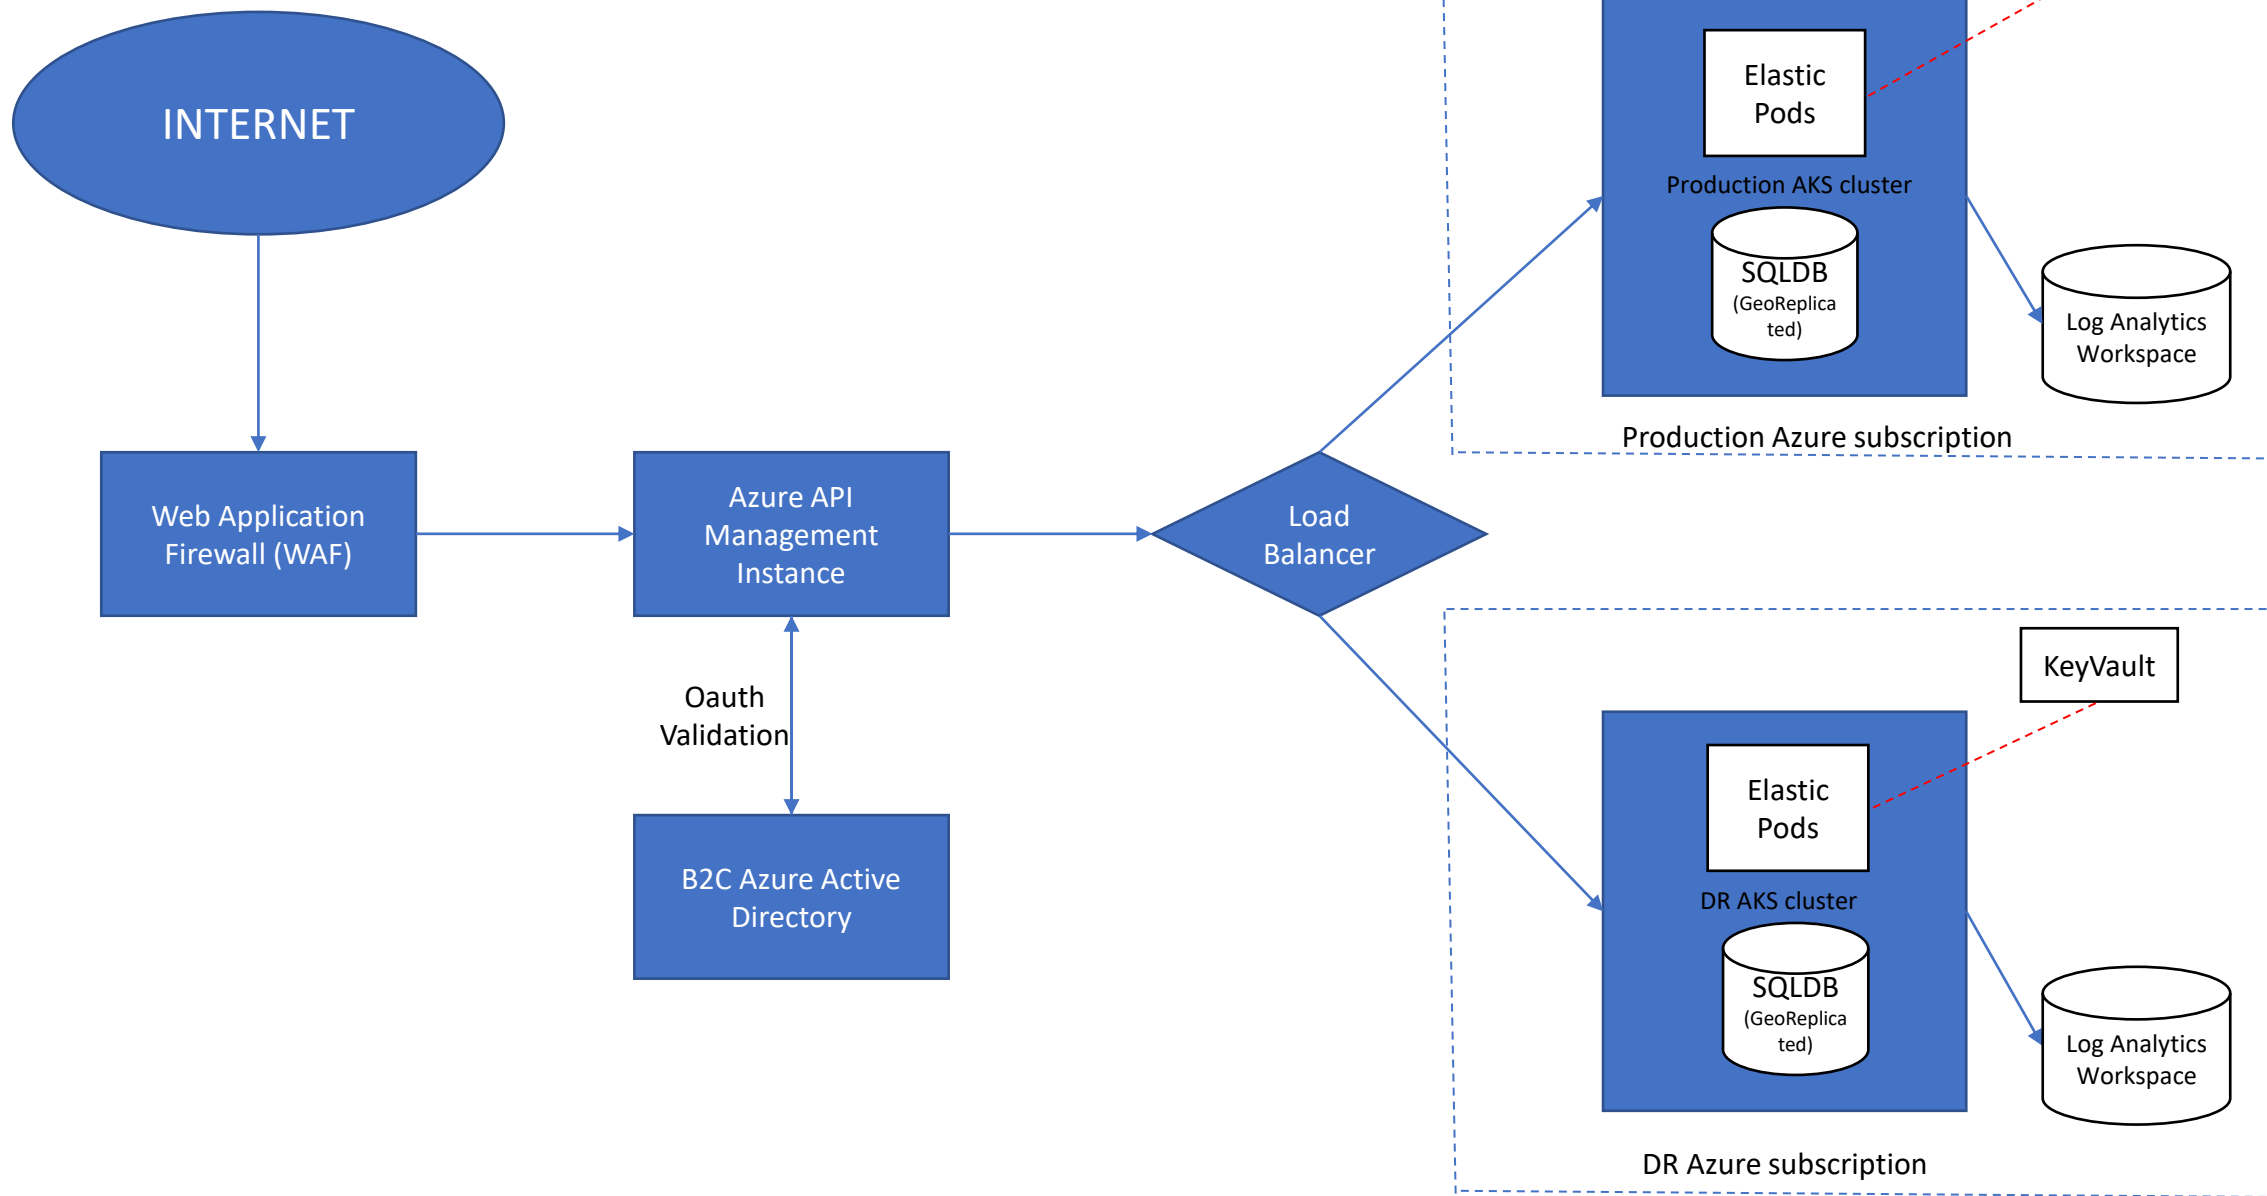 INTERNET
Web Application
Firewall (WAF)
Azure API
Management
Instance
Oauth
Validation
B2C Azure Active
Directory
Load
Balancer
Elastic
Pods
Production AKS cluster
SQLDB
(GeoReplica
ted)
Log Analytics
Workspace
Production Azure subscription
KeyVault
Elastic
Pods
DR AKS cluster
SQLDB
(GeoReplica
ted)
Log Analytics
Workspace
DR Azure subscription